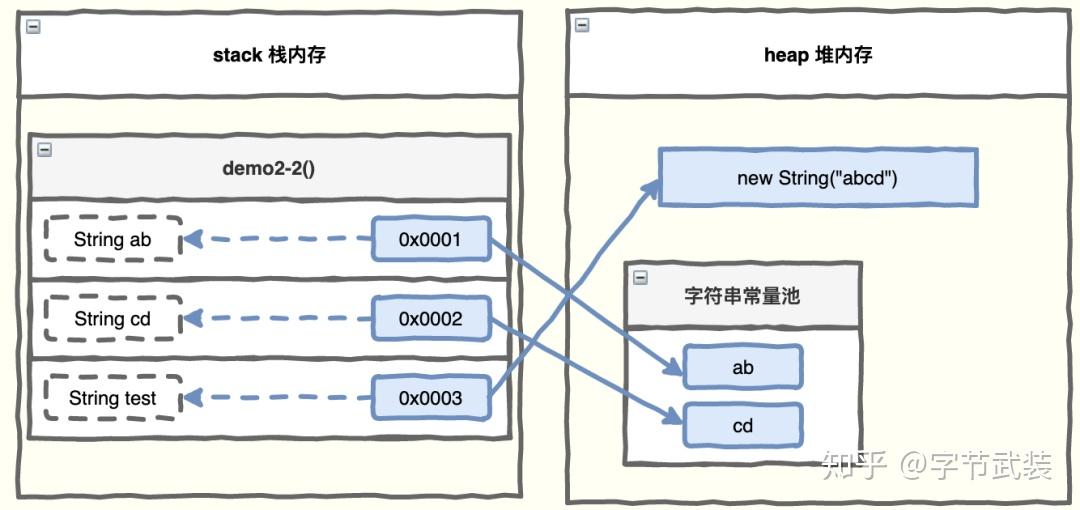 stack 栈内存
demo2-2()
String ab
0x0001
String cd
0x0002
String test
0x0003
heap 堆内存
new String("abcd")
字符串常量池
ab
cd
知乎 @字节武装